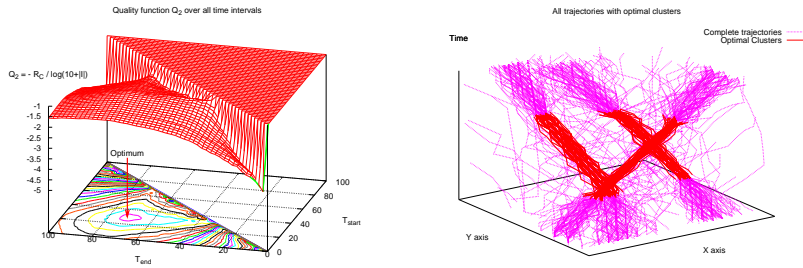 Quality function Q2 over all time intervals
Q2 = - RC / log(10+|I|)
-1
-1.5
-2
-2.5
-3
-3.5
-4
-4.5
-5
Optimum
100
80
60
40
20
0
Tend
0
20
40
60
80
100
Tstart
All trajectories with optimal clusters
Time
Complete trajectories
Optimal Clusters
Y axis
X axis